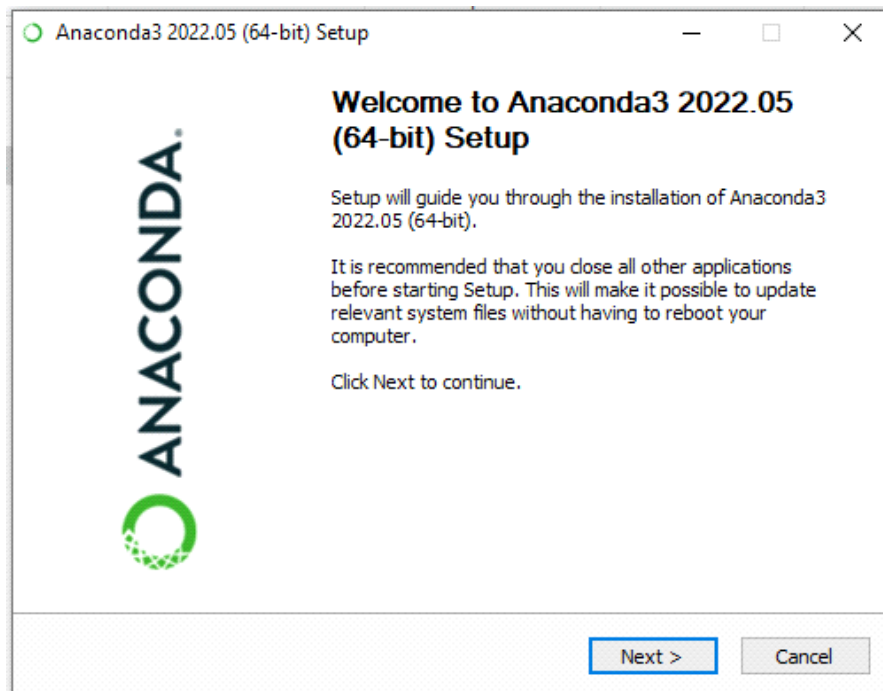 Anaconda3 2022.05 (64-bit) Setup
ANACONDA.
Welcome to Anaconda3 2022.05
(64-bit) Setup
Setup will guide you through the installation of Anaconda3
2022.05 (64-bit).
It is recommended that you close all other applications
before starting Setup. This will make it possible to update
relevant system files without having to reboot your
computer.
Click Next to continue.
Next >
Cancel